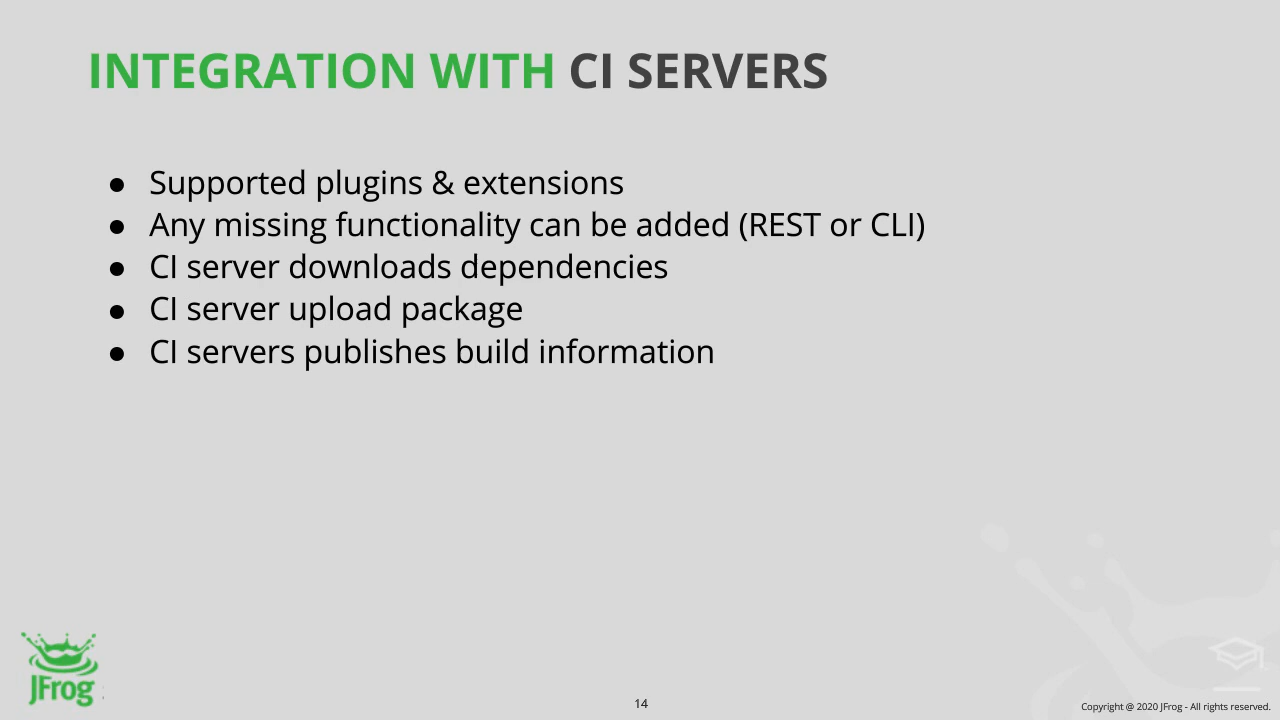 INTEGRATION WITH CI SERVERS
● Supported plugins & extensions
● Any missing functionality can be added (REST or CLI)
● CI server downloads dependencies
● CI server upload package
● CI servers publishes build information
JFrog
14
Copyright @ 2020 JFrog - All rights reserved.